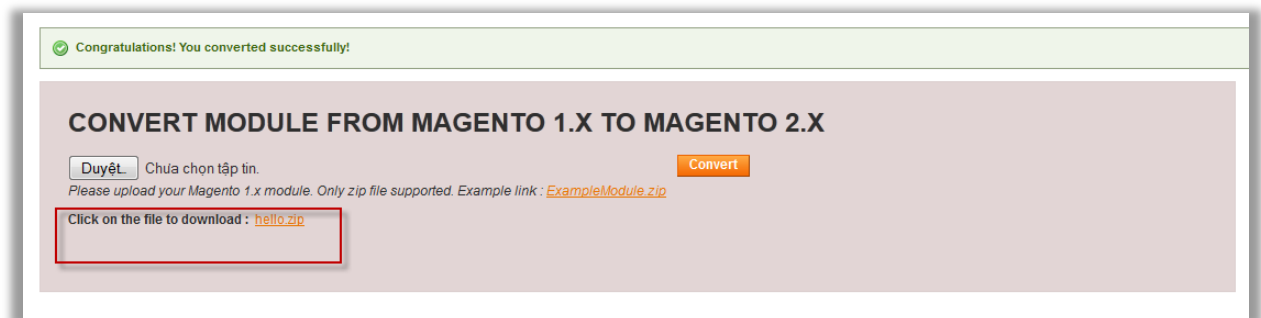 Congratulations! You converted successfully!
CONVERT MODULE FROM MAGENTO 1.X TO MAGENTO 2.X
Duyệt... Chưa chọn tập tin. Convert
Please upload your Magento 1.x module. Only zip file supported. Example link : ExampleModule.zip
Click on the file to download : hello.zip